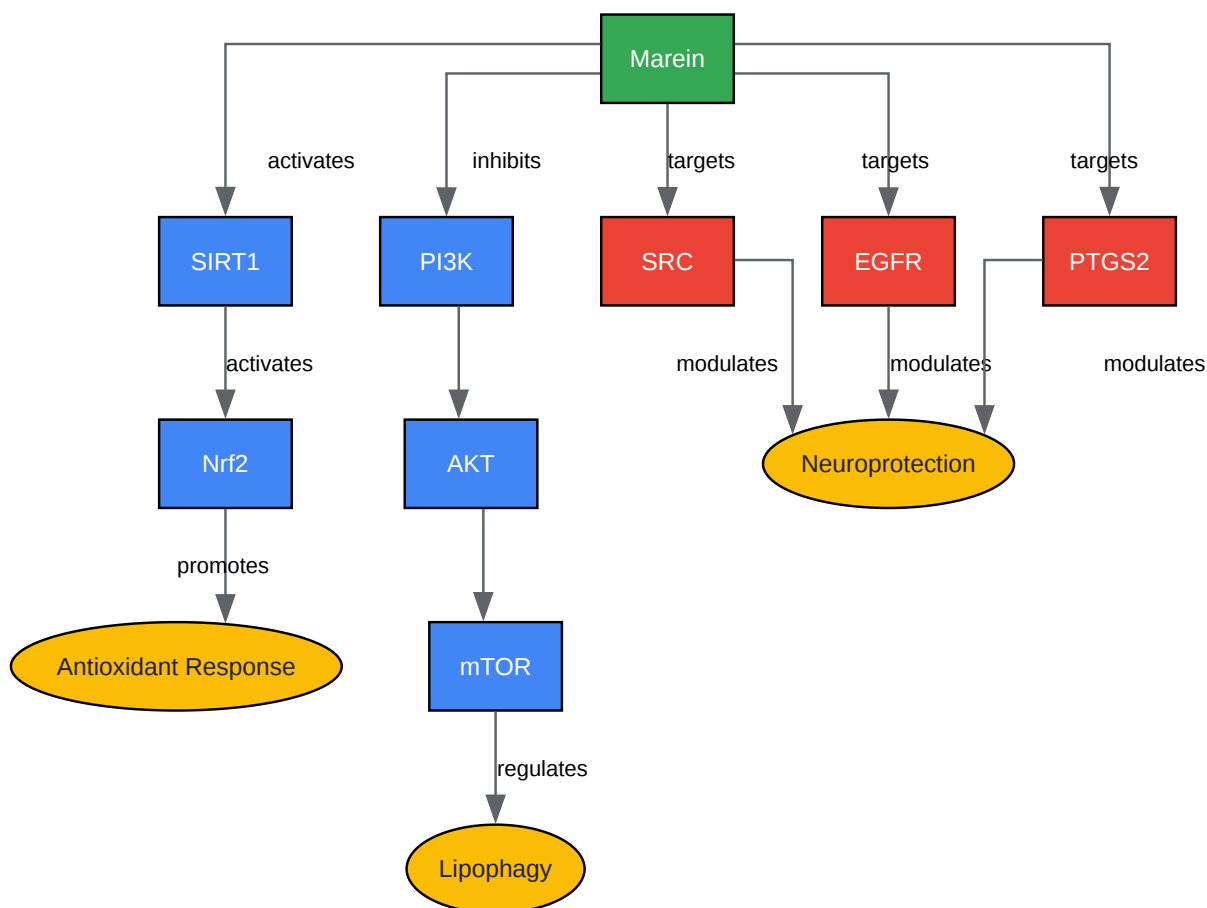 Marein
activates
inhibits
targets
targets
targets
SIRT1
PI3K
SRC
EGFR
PTGS2
activates
modulates
modulates
modulates
Nrf2
AKT
Neuroprotection
promotes
Antioxidant Response
mTOR
regulates
Lipophagy